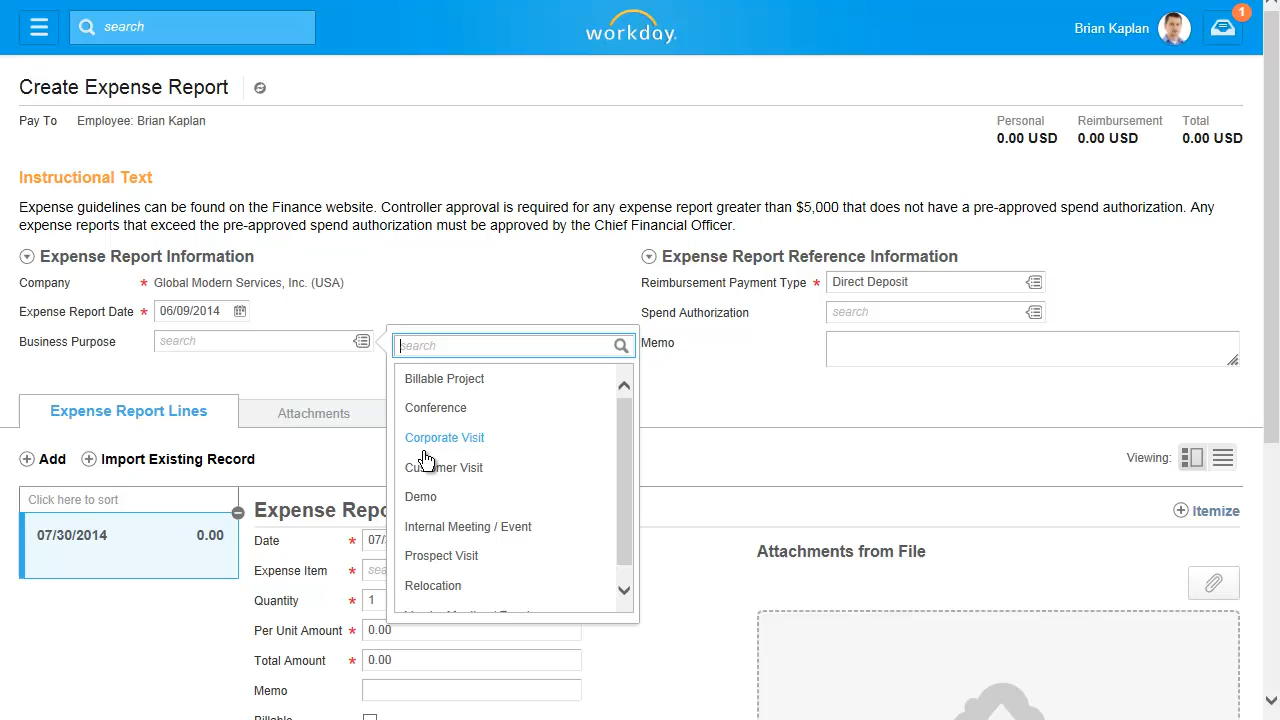 search
workday.
Brian Kaplan
1
Create Expense Report
Pay To Employee: Brian Kaplan
Personal Reimbursement Total
0.00 USD 0.00 USD 0.00 USD
Instructional Text
Expense guidelines can be found on the Finance website. Controller approval is required for any expense report greater than $5,000 that does not have a pre-approved spend authorization. Any
expense reports that exceed the pre-approved spend authorization must be approved by the Chief Financial Officer.
Expense Report Information
Company * Global Modern Services, Inc. (USA)
Expense Report Date * 06/09/2014
Business Purpose search
Expense Report Reference Information
Reimbursement Payment Type * Direct Deposit
Spend Authorization search
Memo
search
Billable Project
Conference
Corporate Visit
Customer Visit
Demo
Internal Meeting / Event
Prospect Visit
Relocation
Expense Report Lines
Attachments
Add Import Existing Record
Viewing:
Click here to sort
07/30/2014 0.00
Expense Repo
Itemize
Date * 07/
Expense Item * sea
Quantity * 1
Per Unit Amount * 0.00
Total Amount * 0.00
Memo
Billable
Attachments from File